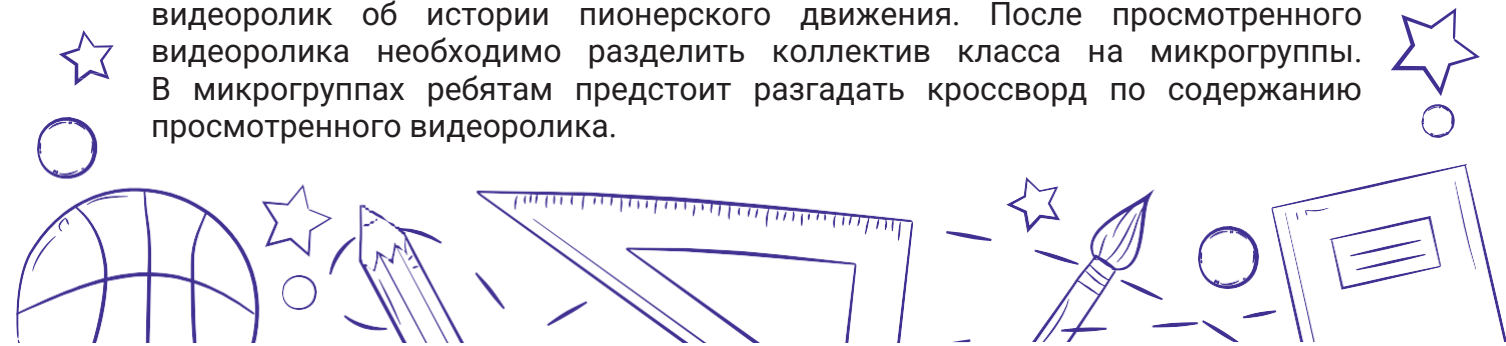 видеоролик об истории пионерского движения. После просмотренного
видеоролика необходимо разделить коллектив класса на микрогруппы.
В микрогруппах ребятам предстоит разгадать кроссворд по содержанию
просмотренного видеоролика.